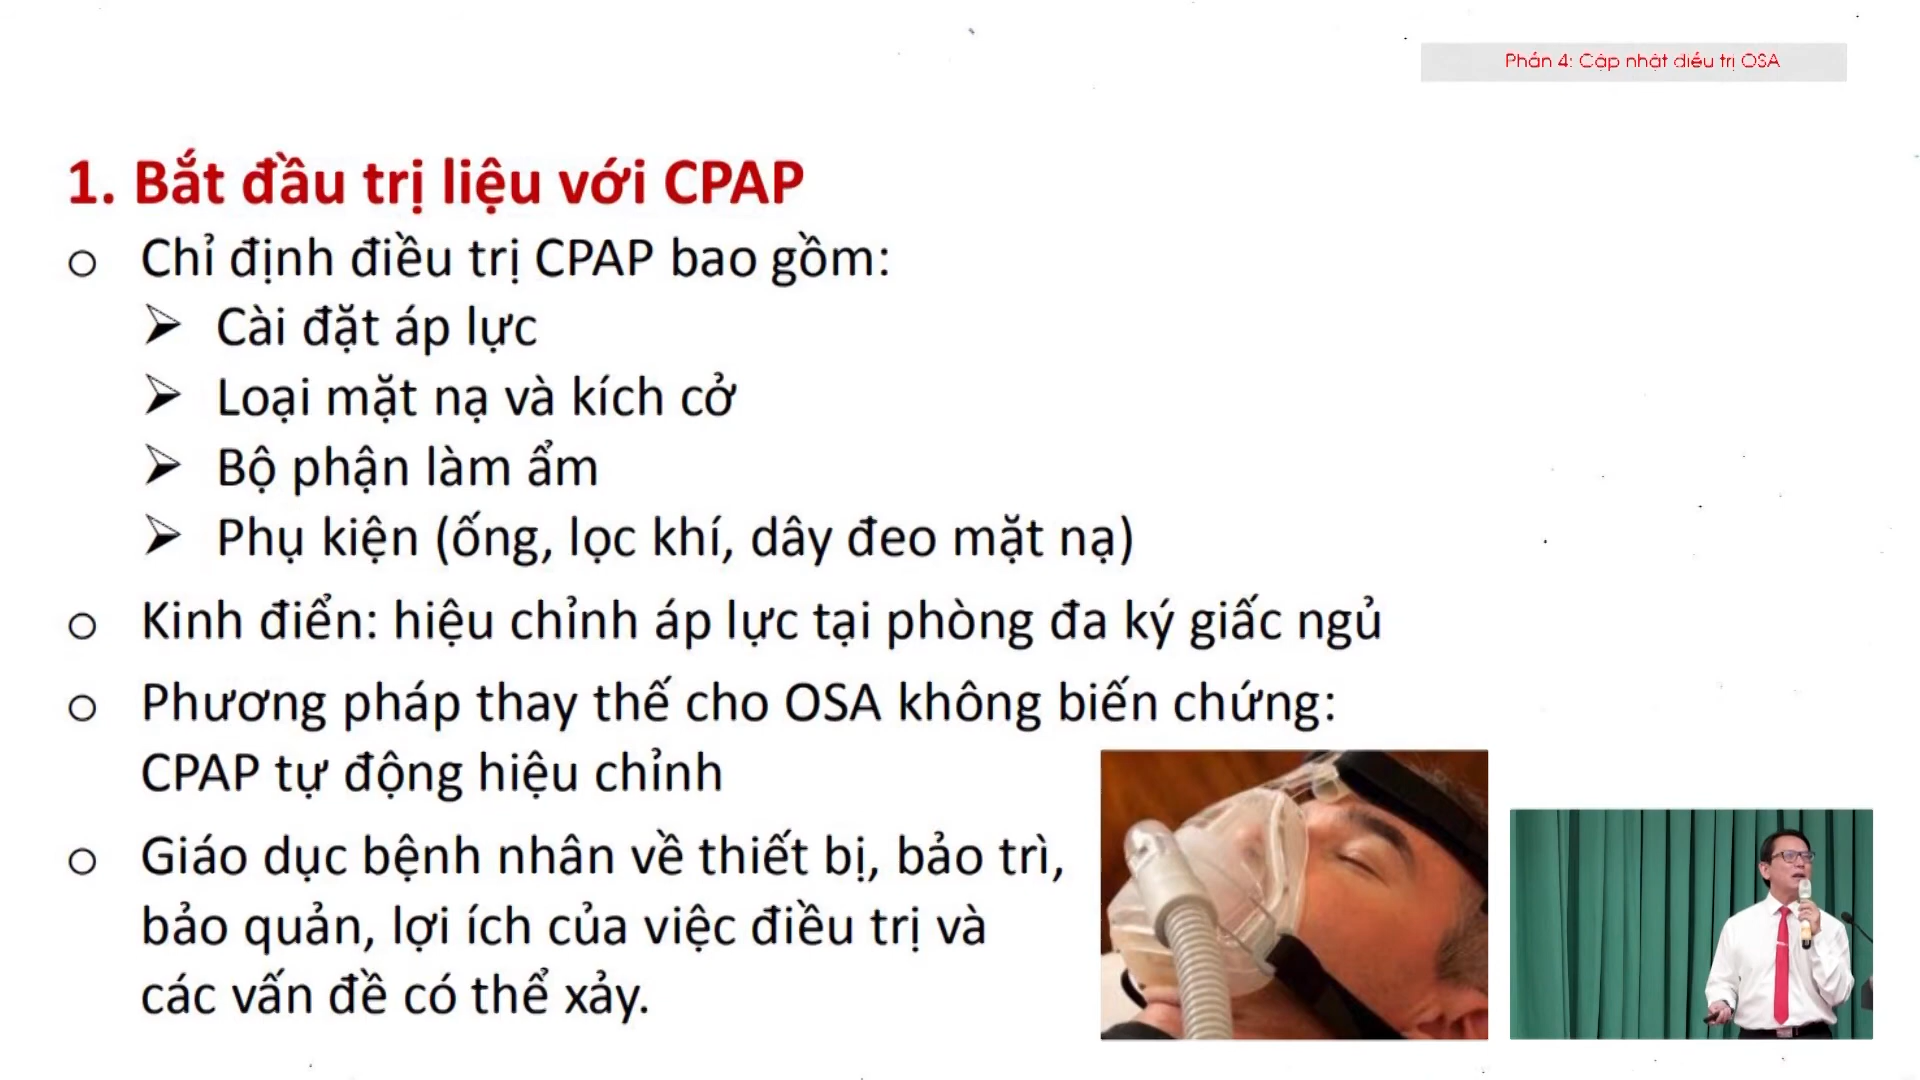 Phần 4: Cập nhật điều trị OSA
1. Bắt đầu trị liệu với CPAP
o Chỉ định điều trị CPAP bao gồm:
➢ Cài đặt áp lực
➢ Loại mặt nạ và kích cở
➢ Bộ phận làm ẩm
➢ Phụ kiện (ống, lọc khí, dây đeo mặt nạ)
o Kinh điển: hiệu chỉnh áp lực tại phòng đa ký giấc ngủ
o Phương pháp thay thế cho OSA không biến chứng:
CPAP tự động hiệu chỉnh
o Giáo dục bệnh nhân về thiết bị, bảo trì,
bảo quản, lợi ích của việc điều trị và
các vấn đề có thể xảy.